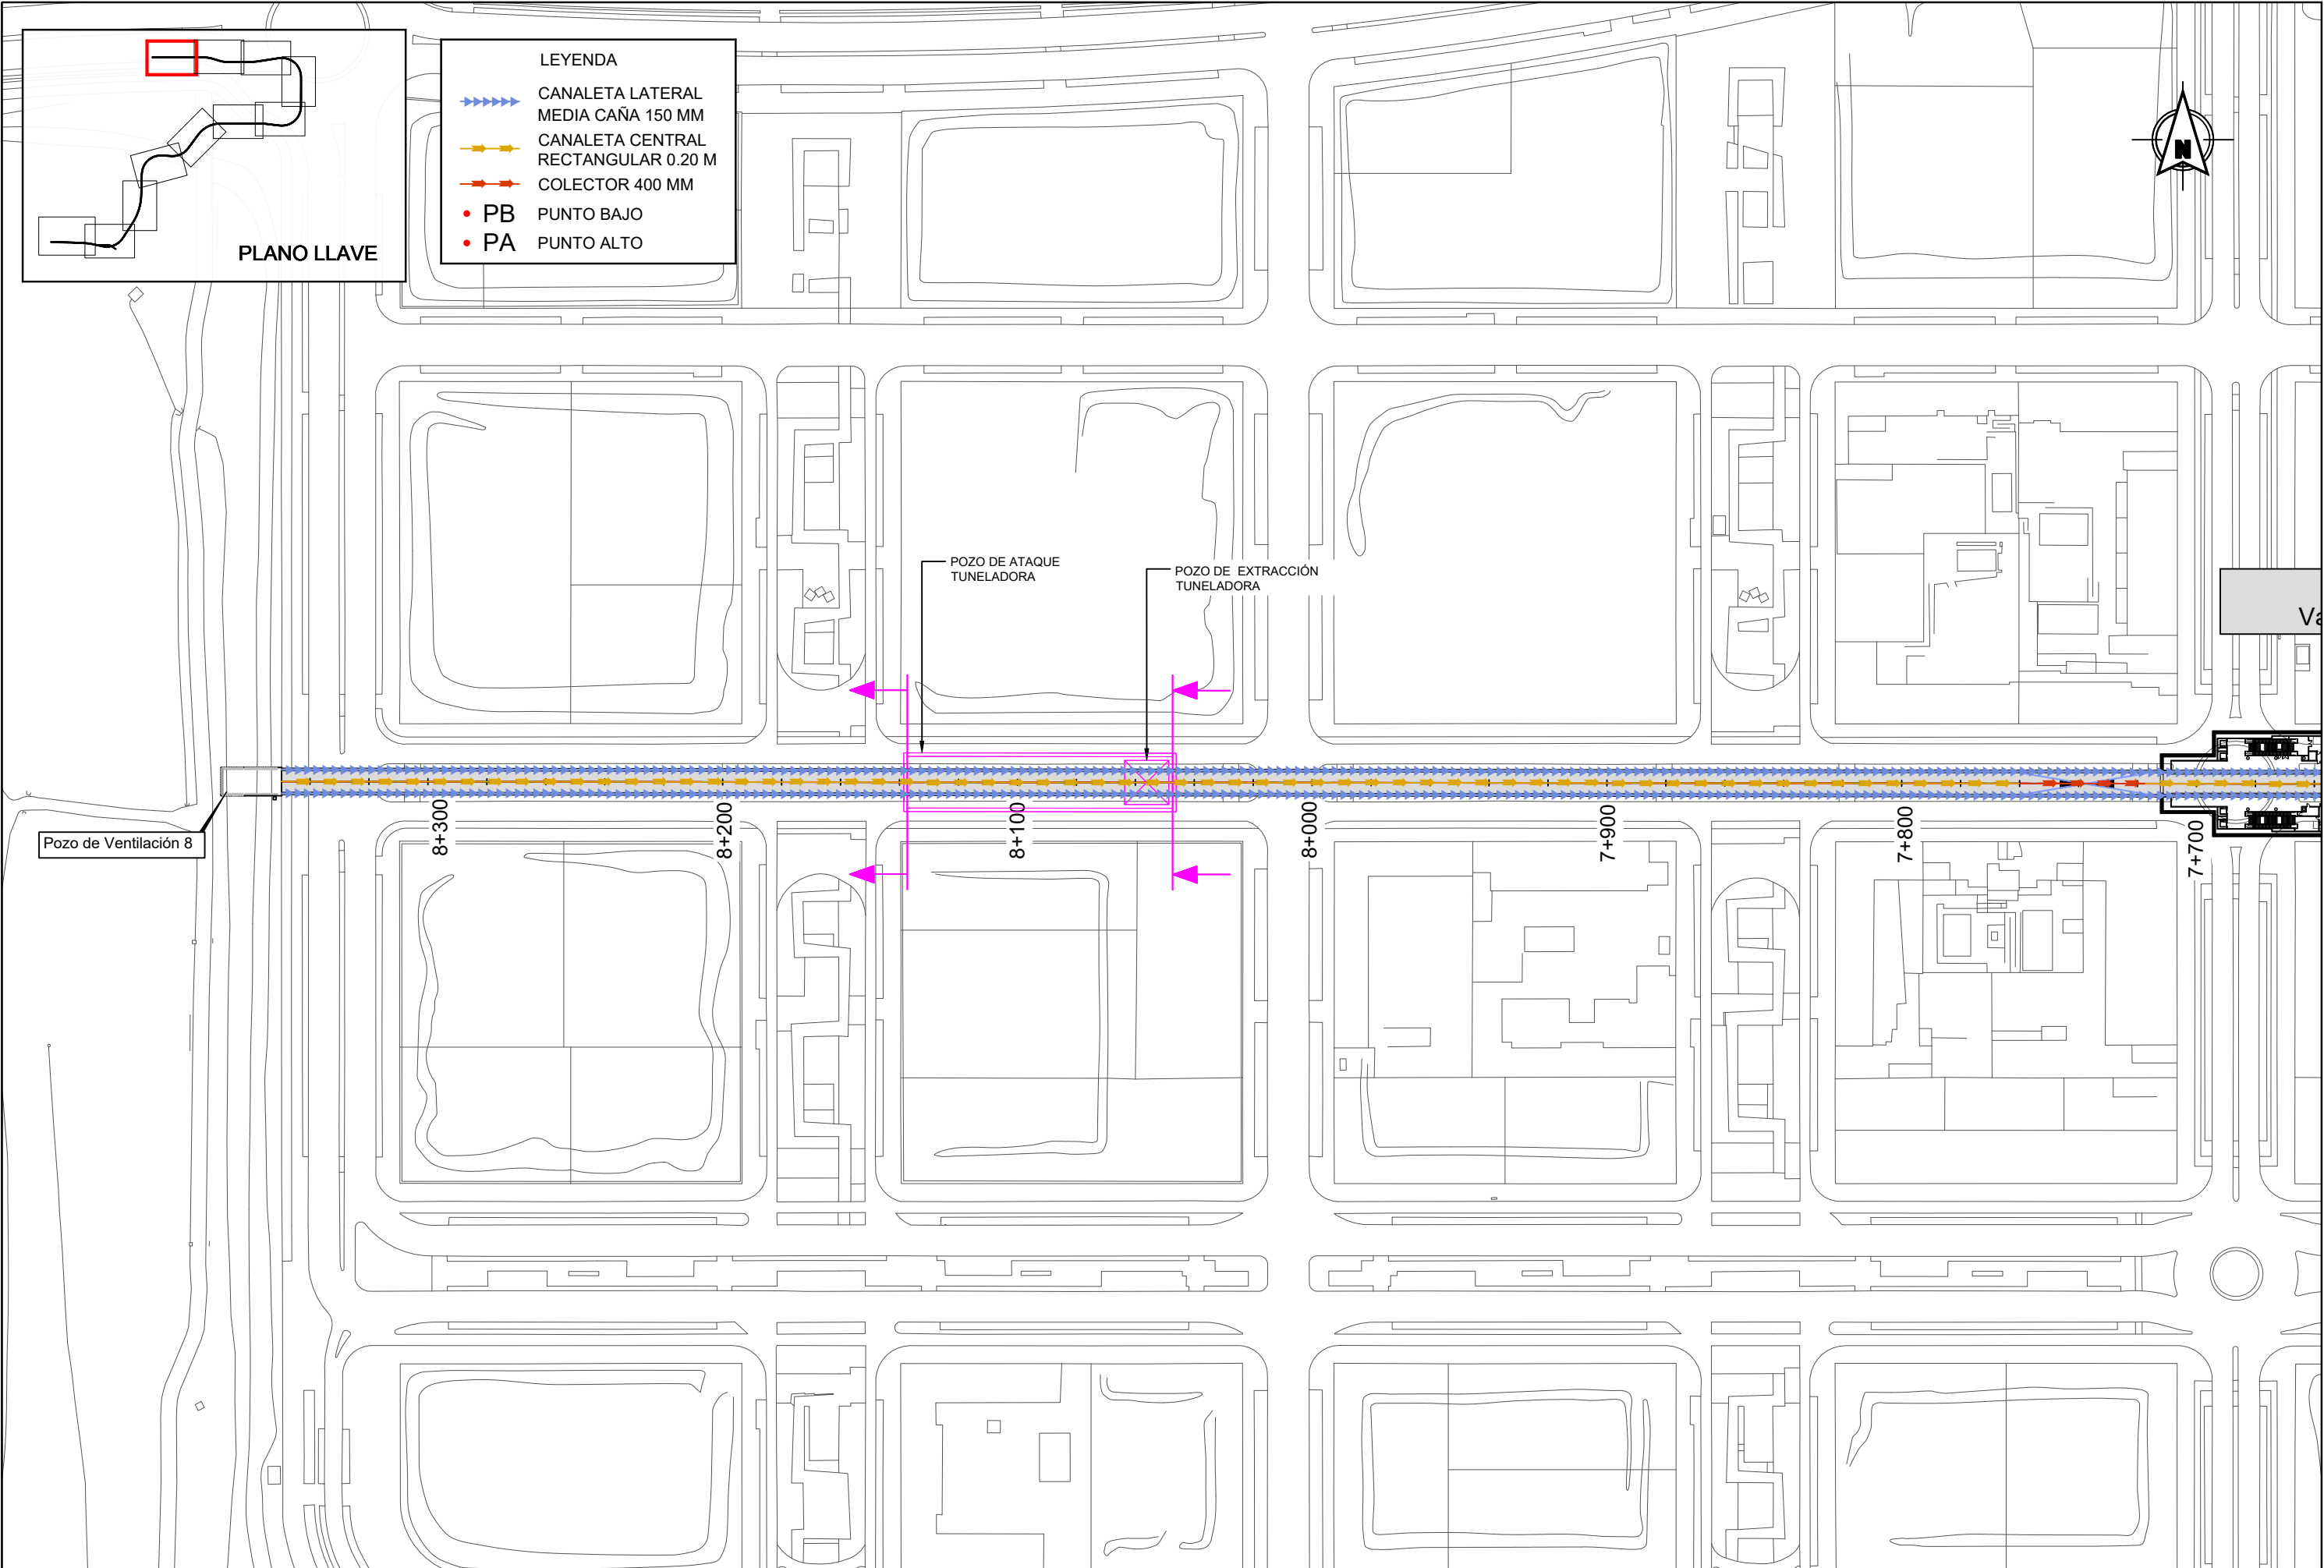 PLANO LLAVE
LEYENDA
CANALETA LATERAL
MEDIA CAÑA 150 MM
CANALETA CENTRAL
RECTANGULAR 0.20 M
COLECTOR 400 MM
PB PUNTO BAJO
PA PUNTO ALTO
N
POZO DE ATAQUE
TUNELADORA
POZO DE EXTRACCIÓN
TUNELADORA
Va
Pozo de Ventilación 8
8+300
8+200
8+100
8+000
7+900
7+800
7+700